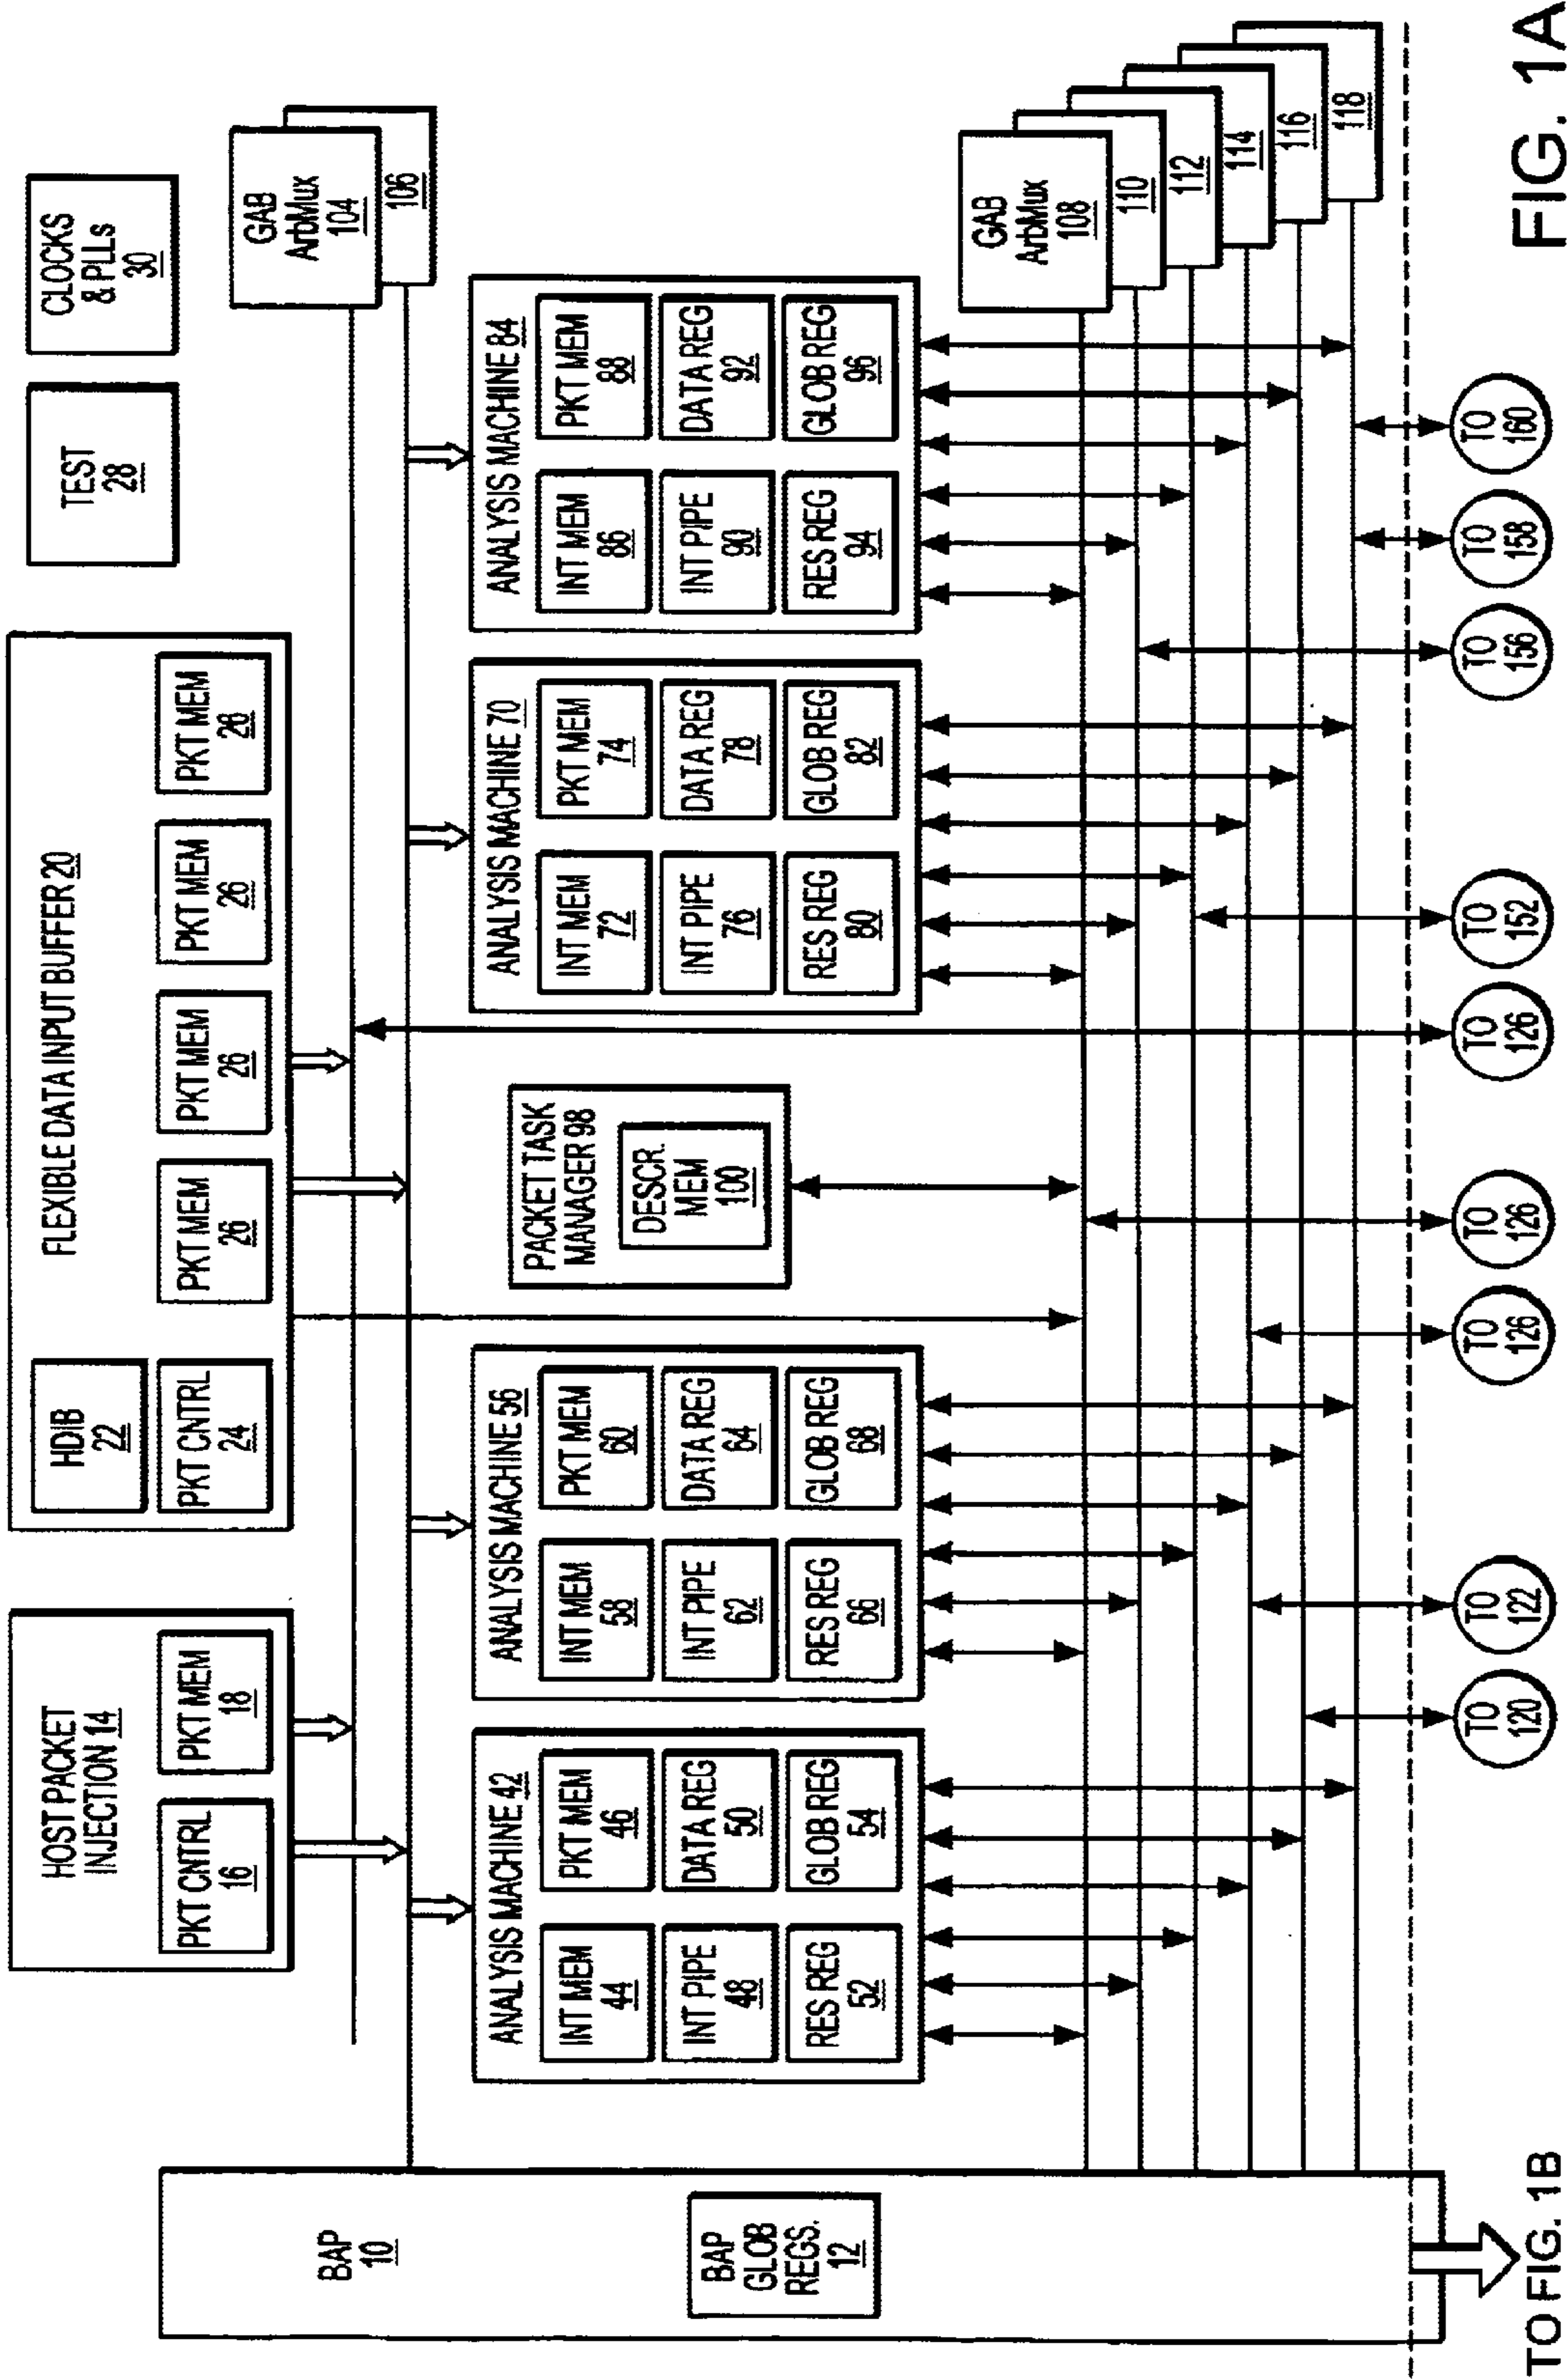 BAP
10
BAP
GLOB
REGS.
12
HOST PACKET
INJECTION 14
PKT CNTRL
16
PKT MEM
18
FLEXIBLE DATA INPUT BUFFER 20
HDIB
22
PKT CNTRL
24
PKT MEM
26
PKT MEM
26
PKT MEM
26
PKT MEM
26
TEST
28
CLOCKS
& PLLs
30
GAB
ArbMux
104
106
ANALYSIS MACHINE 42
INT MEM
44
PKT MEM
46
INT PIPE
48
DATA REG
50
RES REG
52
GLOB REG
54
ANALYSIS MACHINE 56
INT MEM
58
PKT MEM
60
INT PIPE
62
DATA REG
64
RES REG
66
GLOB REG
68
PACKET TASK
MANAGER 98
DESCR.
MEM
100
ANALYSIS MACHINE 70
INT MEM
72
PKT MEM
74
INT PIPE
76
DATA REG
78
RES REG
80
GLOB REG
82
ANALYSIS MACHINE 84
INT MEM
86
PKT MEM
88
INT PIPE
90
DATA REG
92
RES REG
94
GLOB REG
96
GAB
ArbMux
108
110
112
114
116
118
TO
120
TO
122
TO
126
TO
126
TO
126
TO
152
TO
156
TO
158
TO
160
TO FIG. 1B
FIG. 1A